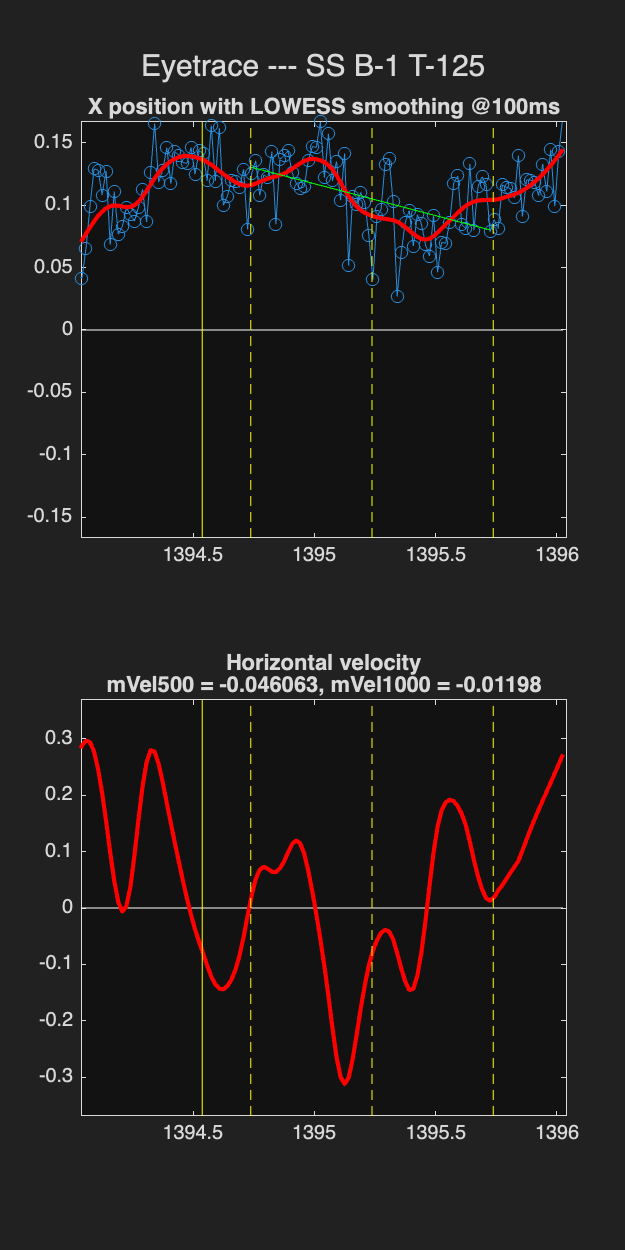 Eyetrace --- SS B-1 T-125
X position with LOWESS smoothing @100ms
0.15
0.1
0.05
0
-0.05
-0.1
-0.15
1394.5 1395 1395.5 1396
Horizontal velocity
mVel500 = -0.046063, mVel1000 = -0.01198
0.3
0.2
0.1
0
-0.1
-0.2
-0.3
1394.5 1395 1395.5 1396